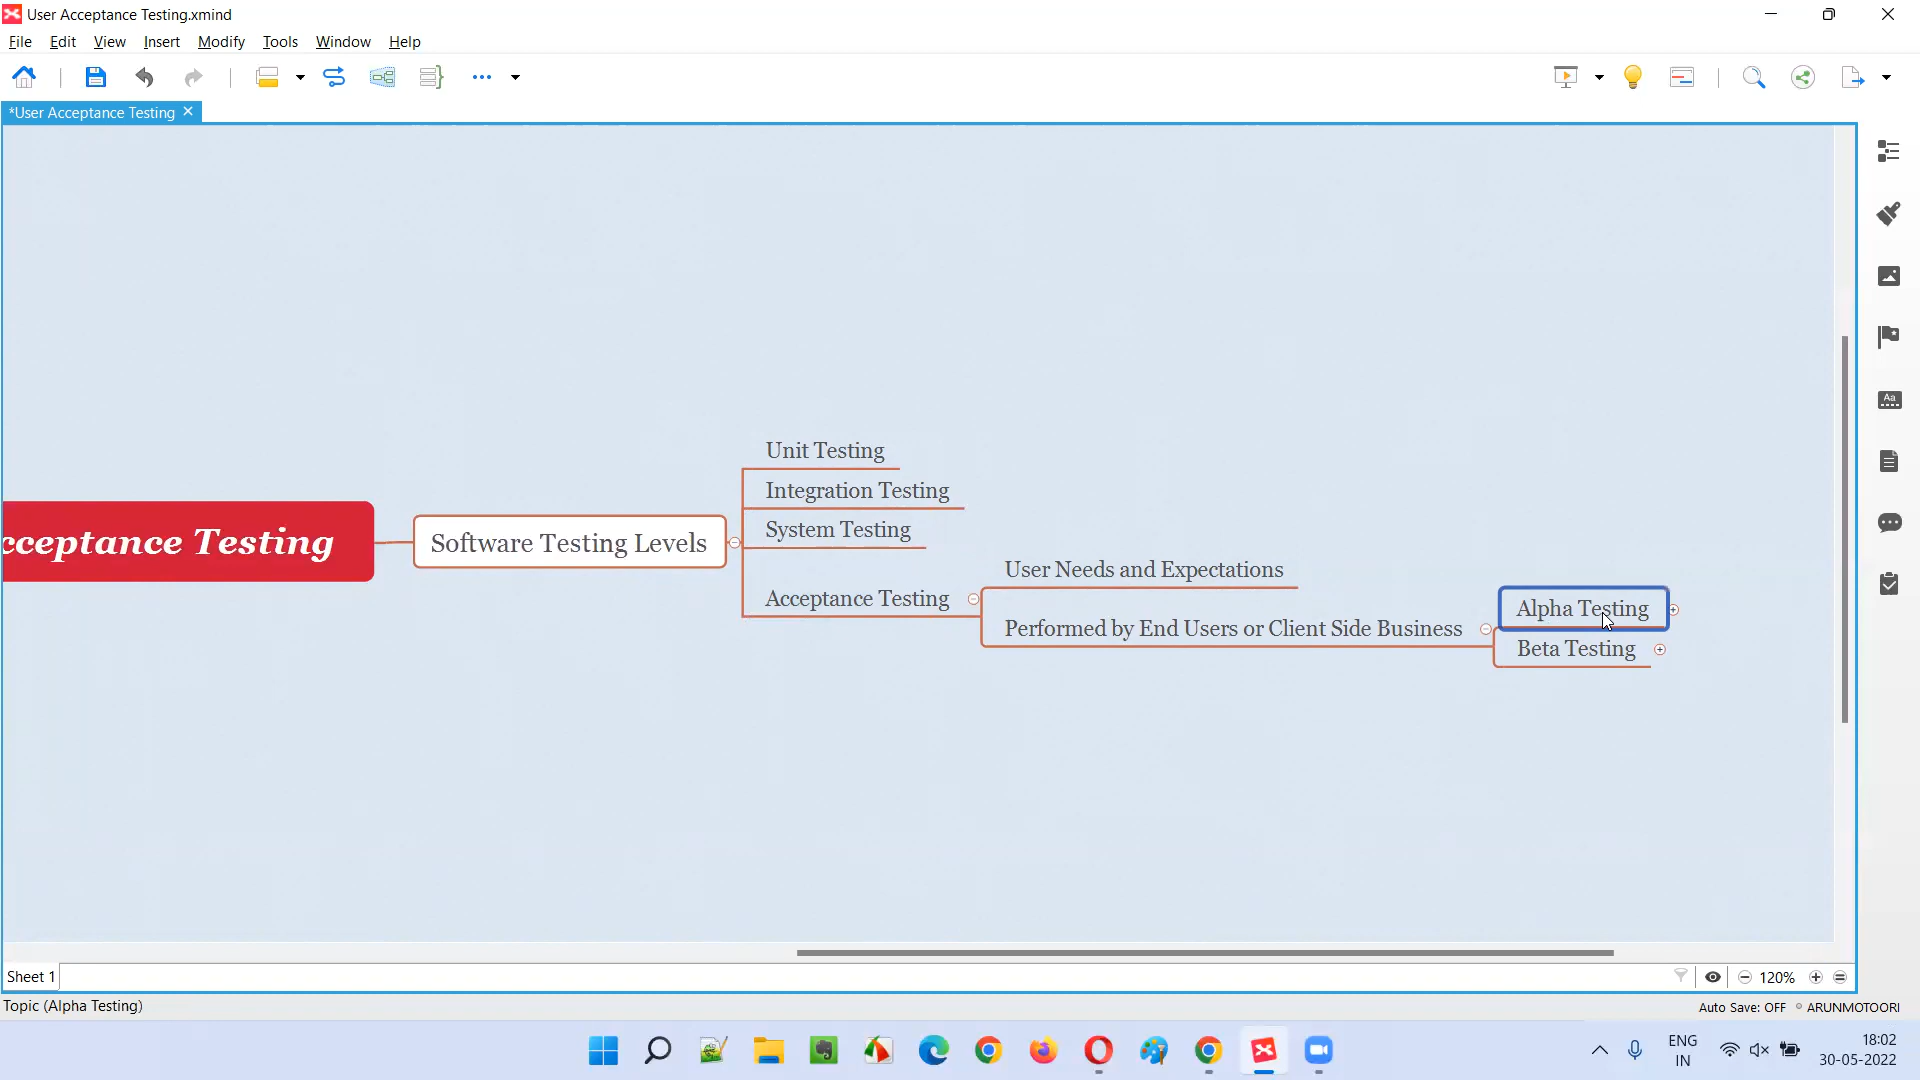 User Acceptance Testing.xmind
File Edit View Insert Modify Tools Window Help
*User Acceptance Testing
Unit Testing
Integration Testing
System Testing
cceptance Testing
Software Testing Levels
User Needs and Expectations
Acceptance Testing
Alpha Testing
Performed by End Users or Client Side Business
Beta Testing
Aa
Sheet 1
120%
Topic (Alpha Testing)
Auto Save: OFF
ARUNMOTOORI
ENG
IN
18:02
30-05-2022